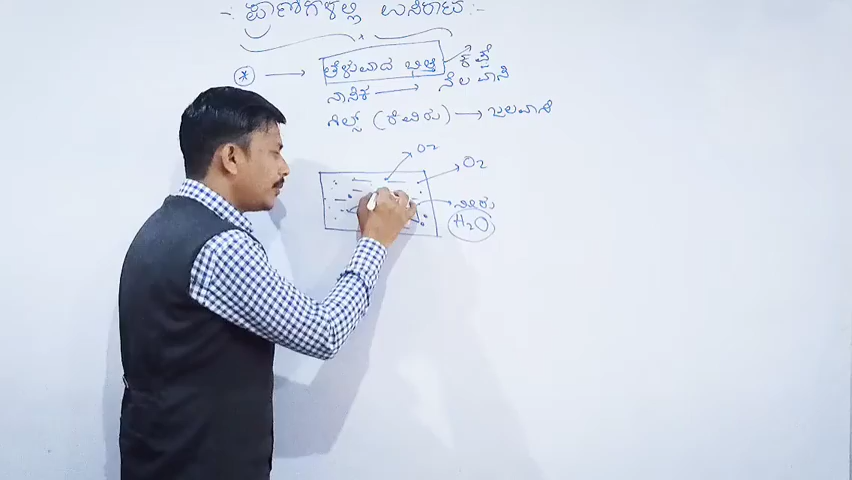 -: ಪ್ರಾಣಿಗಳಲ್ಲಿ ಉಸಿರಾಟ :-
* → ತೆಳುವಾದ ಭಿತ್ತಿ → ಕಪ್ಪೆ
ನಾಸಿಕ → ನೆಲ ವಾಸಿ
ಗಿಲ್ಸ್ (ಕಿವಿರು) → ಜಲವಾಸಿ
O2
O2
ನೀರು
H2O